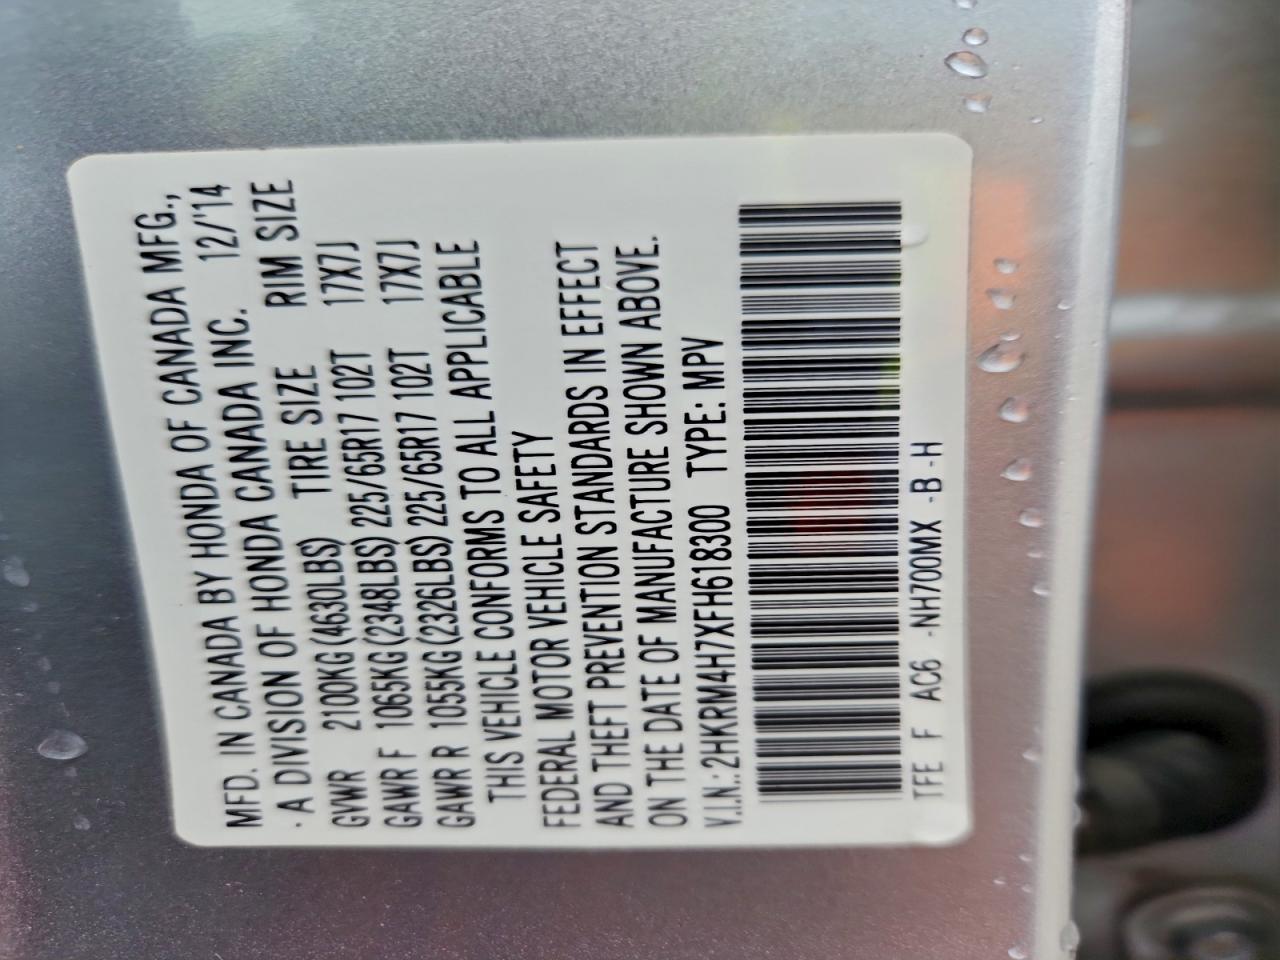 MFD. IN CANADA BY HONDA OF CANADA MFG.,
· A DIVISION OF HONDA CANADA INC. 12/'14
GVWR 2100KG (4630LBS) TIRE SIZE RIM SIZE
GAWR F 1065KG (2348LBS) 225/65R17 102T 17X7J
GAWR R 1055KG (2326LBS) 225/65R17 102T 17X7J
THIS VEHICLE CONFORMS TO ALL APPLICABLE
FEDERAL MOTOR VEHICLE SAFETY
AND THEFT PREVENTION STANDARDS IN EFFECT
ON THE DATE OF MANUFACTURE SHOWN ABOVE.
V.I.N.: 2HKRM4H7XFH618300 TYPE: MPV
TFE F AC6 -NH700MX -B -H